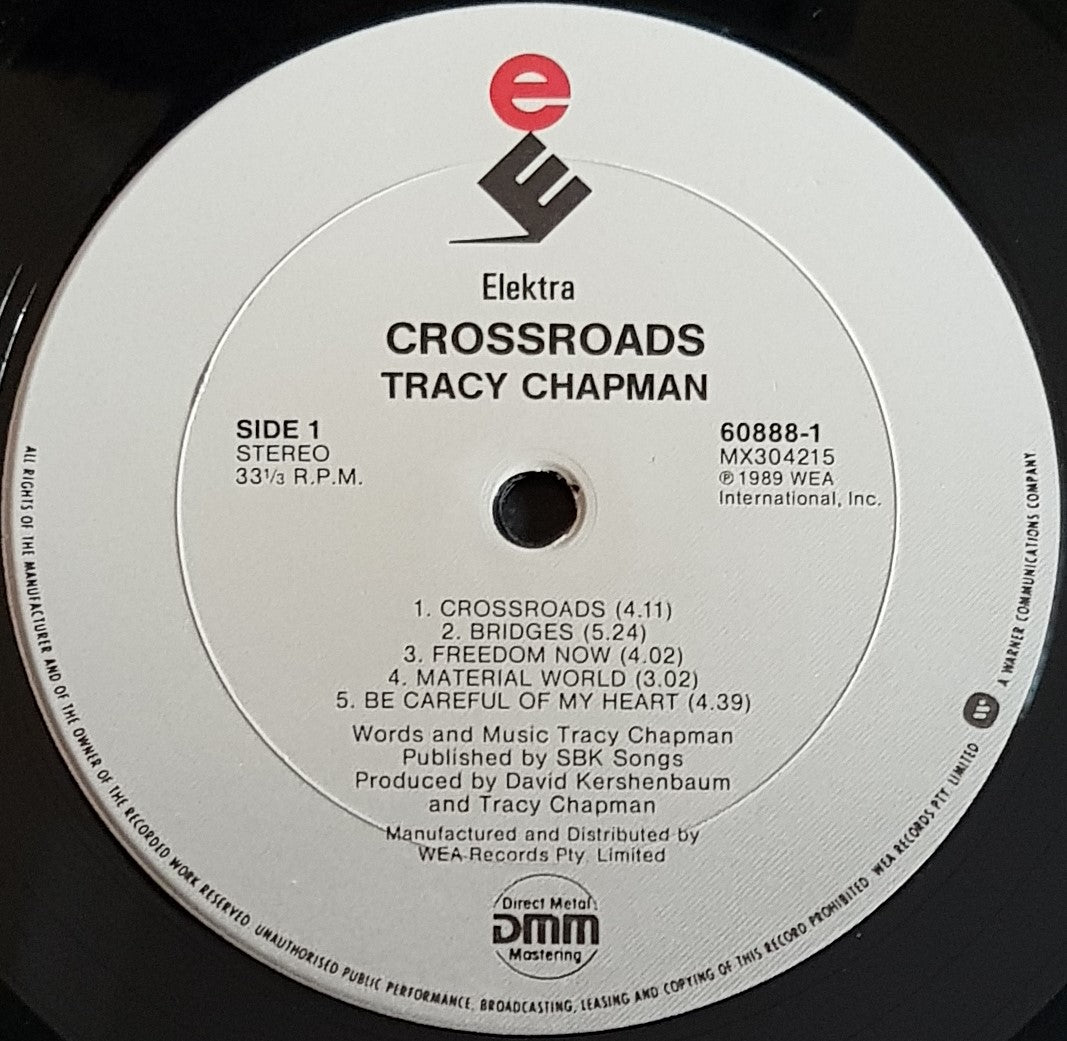 e
E
Elektra
CROSSROADS
TRACY CHAPMAN
SIDE 1
STEREO
33 1/3 R.P.M.
60888-1
MX304215
℗ 1989 WEA
International, Inc.
1. CROSSROADS (4.11)
2. BRIDGES (5.24)
3. FREEDOM NOW (4.02)
4. MATERIAL WORLD (3.02)
5. BE CAREFUL OF MY HEART (4.39)
Words and Music Tracy Chapman
Published by SBK Songs
Produced by David Kershenbaum
and Tracy Chapman
Manufactured and Distributed by
WEA Records Pty. Limited
Direct Metal
DMM
Mastering
ALL RIGHTS OF THE MANUFACTURER AND OF THE OWNER OF THE RECORDED WORK RESERVED. UNAUTHORISED PUBLIC PERFORMANCE, BROADCASTING, LEASING AND COPYING OF THIS RECORD PROHIBITED. WEA RECORDS PTY. LIMITED A WARNER COMMUNICATIONS COMPANY